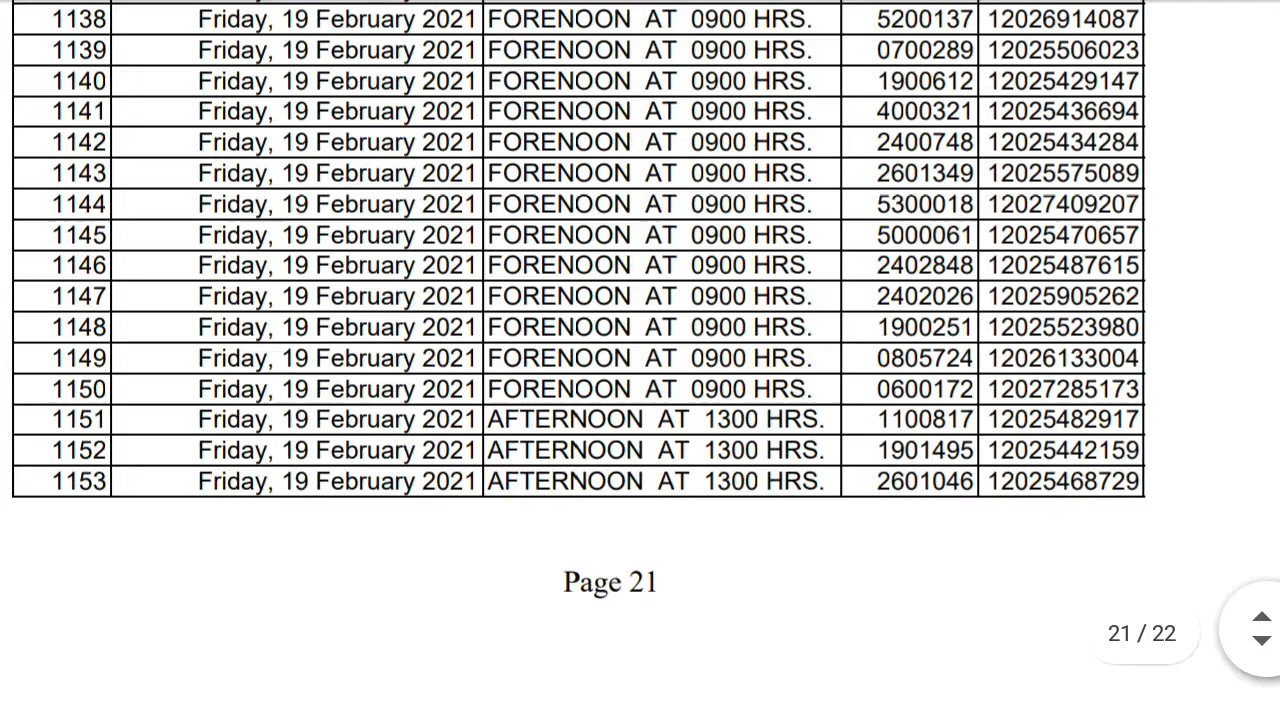 1138 Friday, 19 February 2021 FORENOON AT 0900 HRS. 5200137 12026914087
1139 Friday, 19 February 2021 FORENOON AT 0900 HRS. 0700289 12025506023
1140 Friday, 19 February 2021 FORENOON AT 0900 HRS. 1900612 12025429147
1141 Friday, 19 February 2021 FORENOON AT 0900 HRS. 4000321 12025436694
1142 Friday, 19 February 2021 FORENOON AT 0900 HRS. 2400748 12025434284
1143 Friday, 19 February 2021 FORENOON AT 0900 HRS. 2601349 12025575089
1144 Friday, 19 February 2021 FORENOON AT 0900 HRS. 5300018 12027409207
1145 Friday, 19 February 2021 FORENOON AT 0900 HRS. 5000061 12025470657
1146 Friday, 19 February 2021 FORENOON AT 0900 HRS. 2402848 12025487615
1147 Friday, 19 February 2021 FORENOON AT 0900 HRS. 2402026 12025905262
1148 Friday, 19 February 2021 FORENOON AT 0900 HRS. 1900251 12025523980
1149 Friday, 19 February 2021 FORENOON AT 0900 HRS. 0805724 12026133004
1150 Friday, 19 February 2021 FORENOON AT 0900 HRS. 0600172 12027285173
1151 Friday, 19 February 2021 AFTERNOON AT 1300 HRS. 1100817 12025482917
1152 Friday, 19 February 2021 AFTERNOON AT 1300 HRS. 1901495 12025442159
1153 Friday, 19 February 2021 AFTERNOON AT 1300 HRS. 2601046 12025468729
Page 21
21 / 22